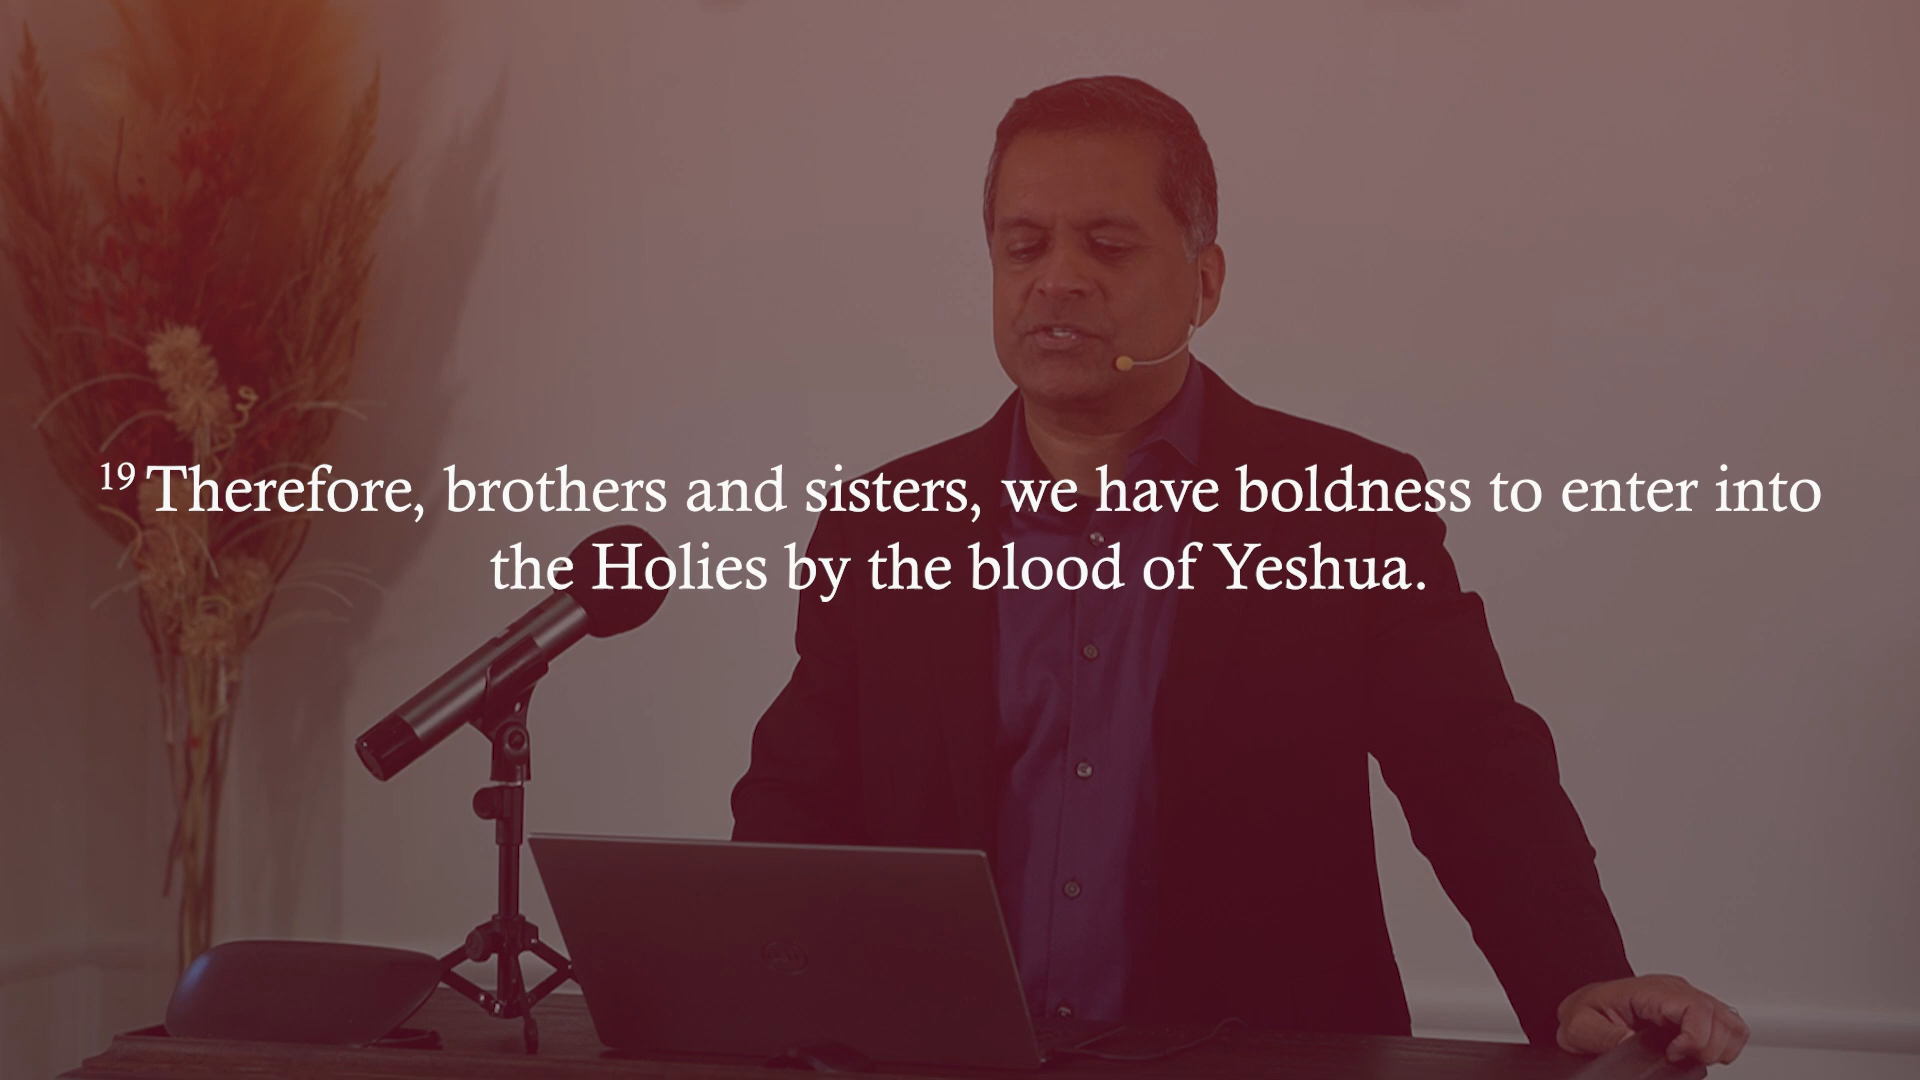 19 Therefore, brothers and sisters, we have boldness to enter into
the Holies by the blood of Yeshua.